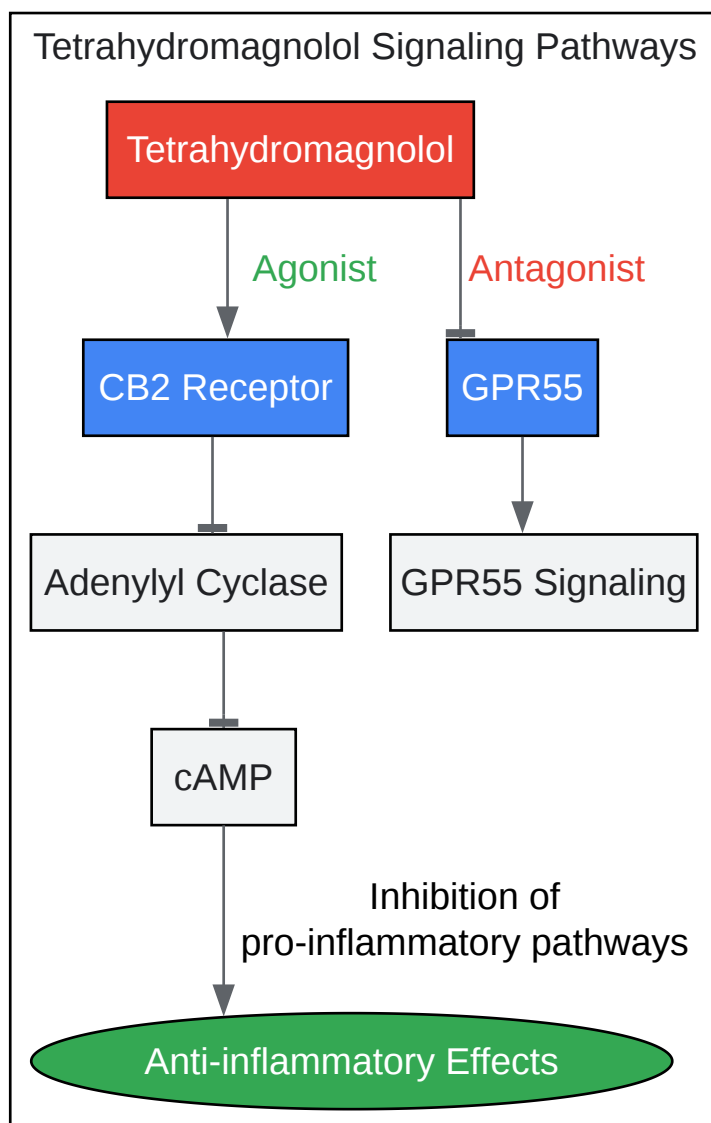 Tetrahydromagnolol Signaling Pathways
Tetrahydromagnolol
Agonist
Antagonist
CB2 Receptor
GPR55
Adenylyl Cyclase
GPR55 Signaling
cAMP
Inhibition of
pro-inflammatory pathways
Anti-inflammatory Effects